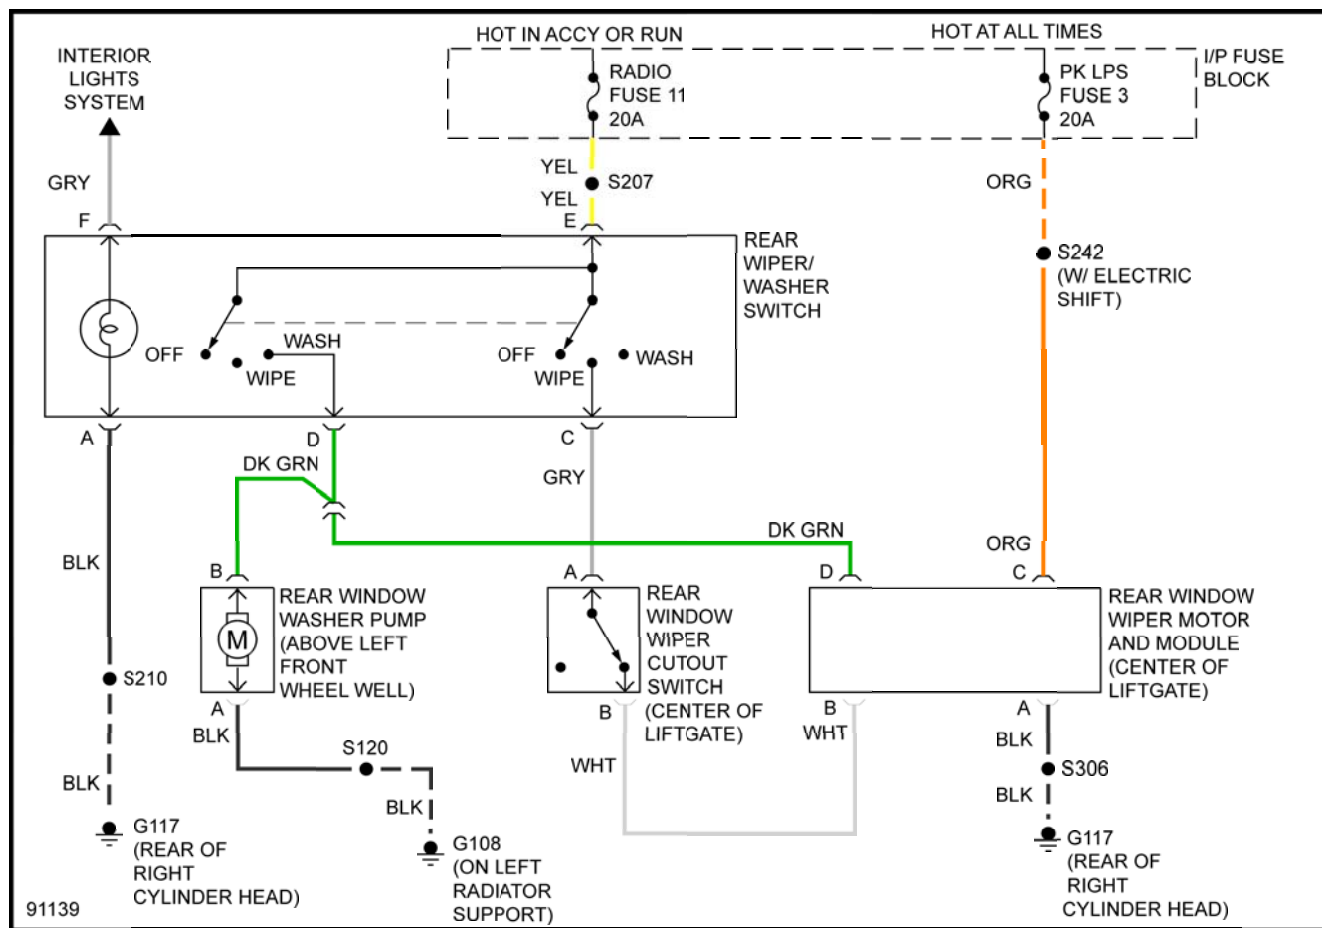 HOT IN ACCY OR RUN
HOT AT ALL TIMES
INTERIOR
LIGHTS
SYSTEM
RADIO
FUSE 11
20A
PK LPS
FUSE 3
20A
I/P FUSE
BLOCK
GRY
YEL
S207
YEL
ORG
F
E
S242
(W/ ELECTRIC
SHIFT)
REAR
WIPER/
WASHER
SWITCH
OFF
WIPE
WASH
OFF
WIPE
WASH
A
D
C
DK GRN
GRY
DK GRN
ORG
BLK
B
A
D
C
REAR WINDOW
WASHER PUMP
(ABOVE LEFT
FRONT
WHEEL WELL)
M
REAR
WINDOW
WIPER
CUTOUT
SWITCH
(CENTER OF
LIFTGATE)
REAR WINDOW
WIPER MOTOR
AND MODULE
(CENTER OF
LIFTGATE)
S210
A
B
B
A
BLK
WHT
BLK
S120
WHT
S306
BLK
BLK
BLK
G117
(REAR OF
RIGHT
CYLINDER HEAD)
G108
(ON LEFT
RADIATOR
SUPPORT)
G117
(REAR OF
RIGHT
CYLINDER HEAD)
91139